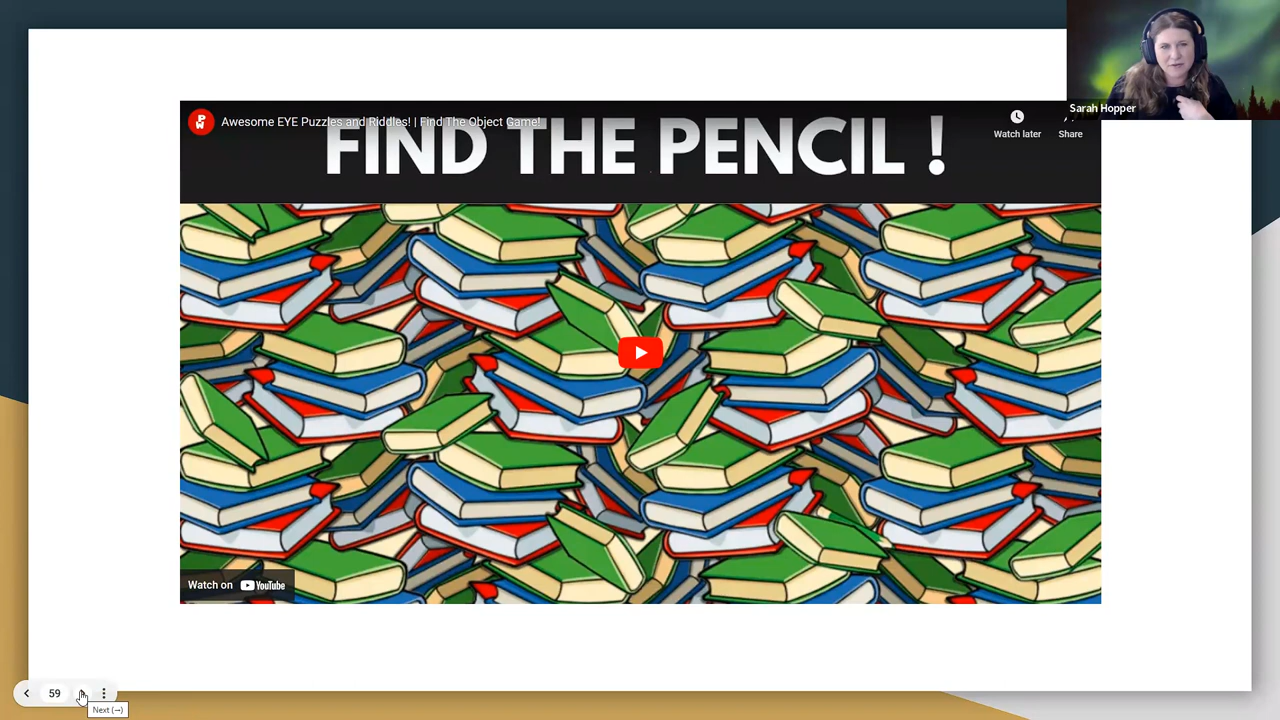 Sarah Hopper
Awesome EYE Puzzles and Riddles! | Find The Object Game!
Watch later
Share
FIND THE PENCIL !
Watch on YouTube
59
Next (→)